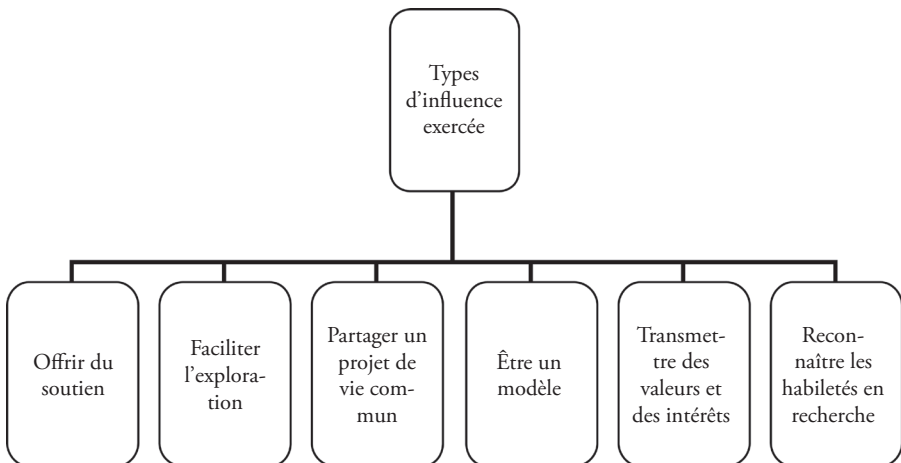 Types
d’influence
exercée
Offrir du
soutien
Faciliter
l’explora-
tion
Partager un
projet de
vie com-
mun
Être un
modèle
Transmet-
tre des
valeurs et
des intérêts
Recon-
naître les
habiletés en
recherche